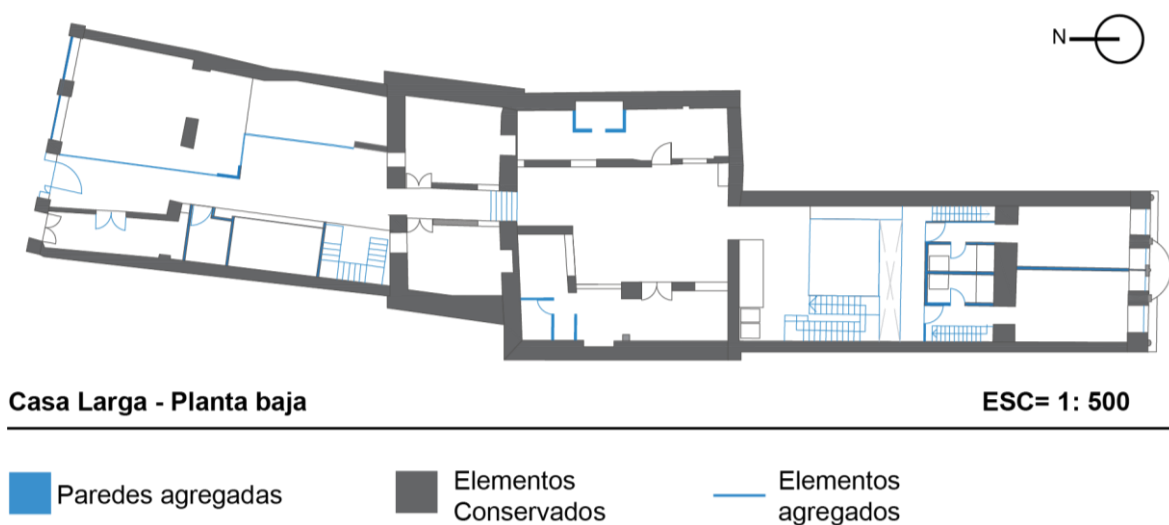 N
Casa Larga - Planta baja
ESC= 1: 500
Paredes agregadas
Elementos
Conservados
Elementos
agregados